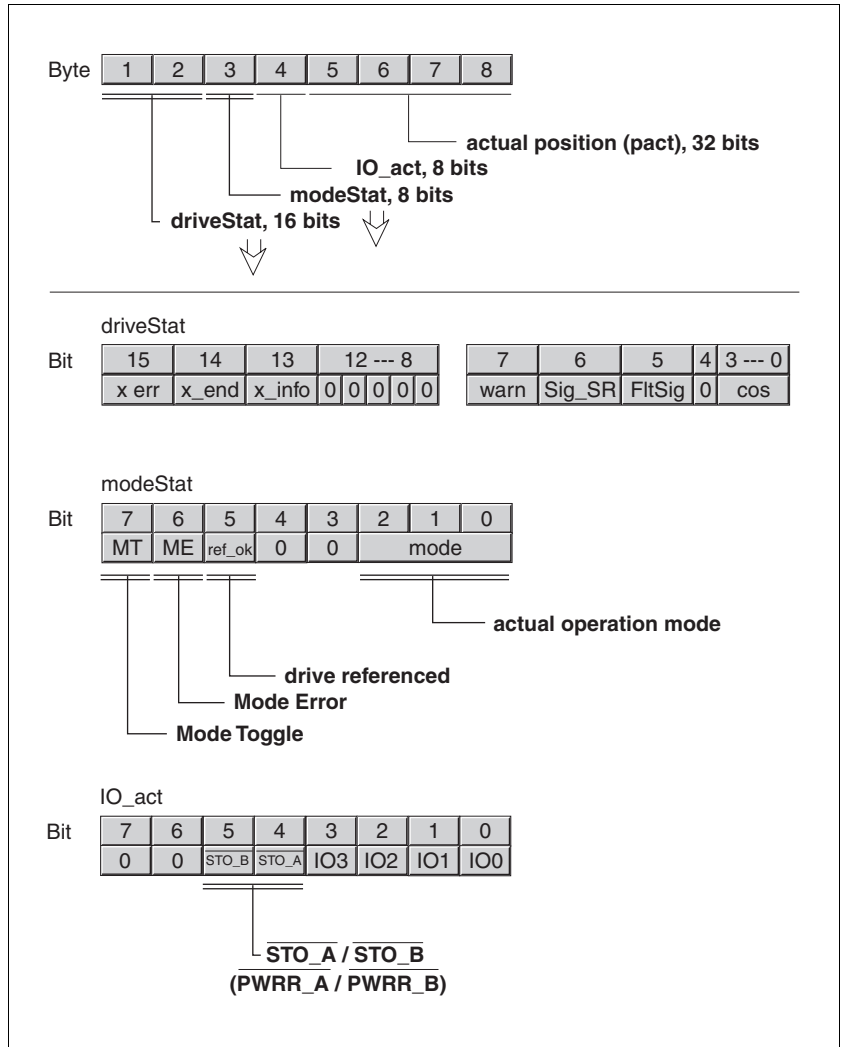 Byte 1 2 3 4 5 6 7 8
actual position (pact), 32 bits
IO_act, 8 bits
modeStat, 8 bits
driveStat, 16 bits
driveStat
Bit 15 14 13 12 --- 8 7 6 5 4 3 --- 0
x err x_end x_info 0 0 0 0 0 warn Sig_SR FltSig 0 cos
modeStat
Bit 7 6 5 4 3 2 1 0
MT ME ref_ok 0 0 mode
actual operation mode
drive referenced
Mode Error
Mode Toggle
IO_act
Bit 7 6 5 4 3 2 1 0
0 0 STO_B STO_A IO3 IO2 IO1 IO0
STO_A / STO_B
(PWRR_A / PWRR_B)